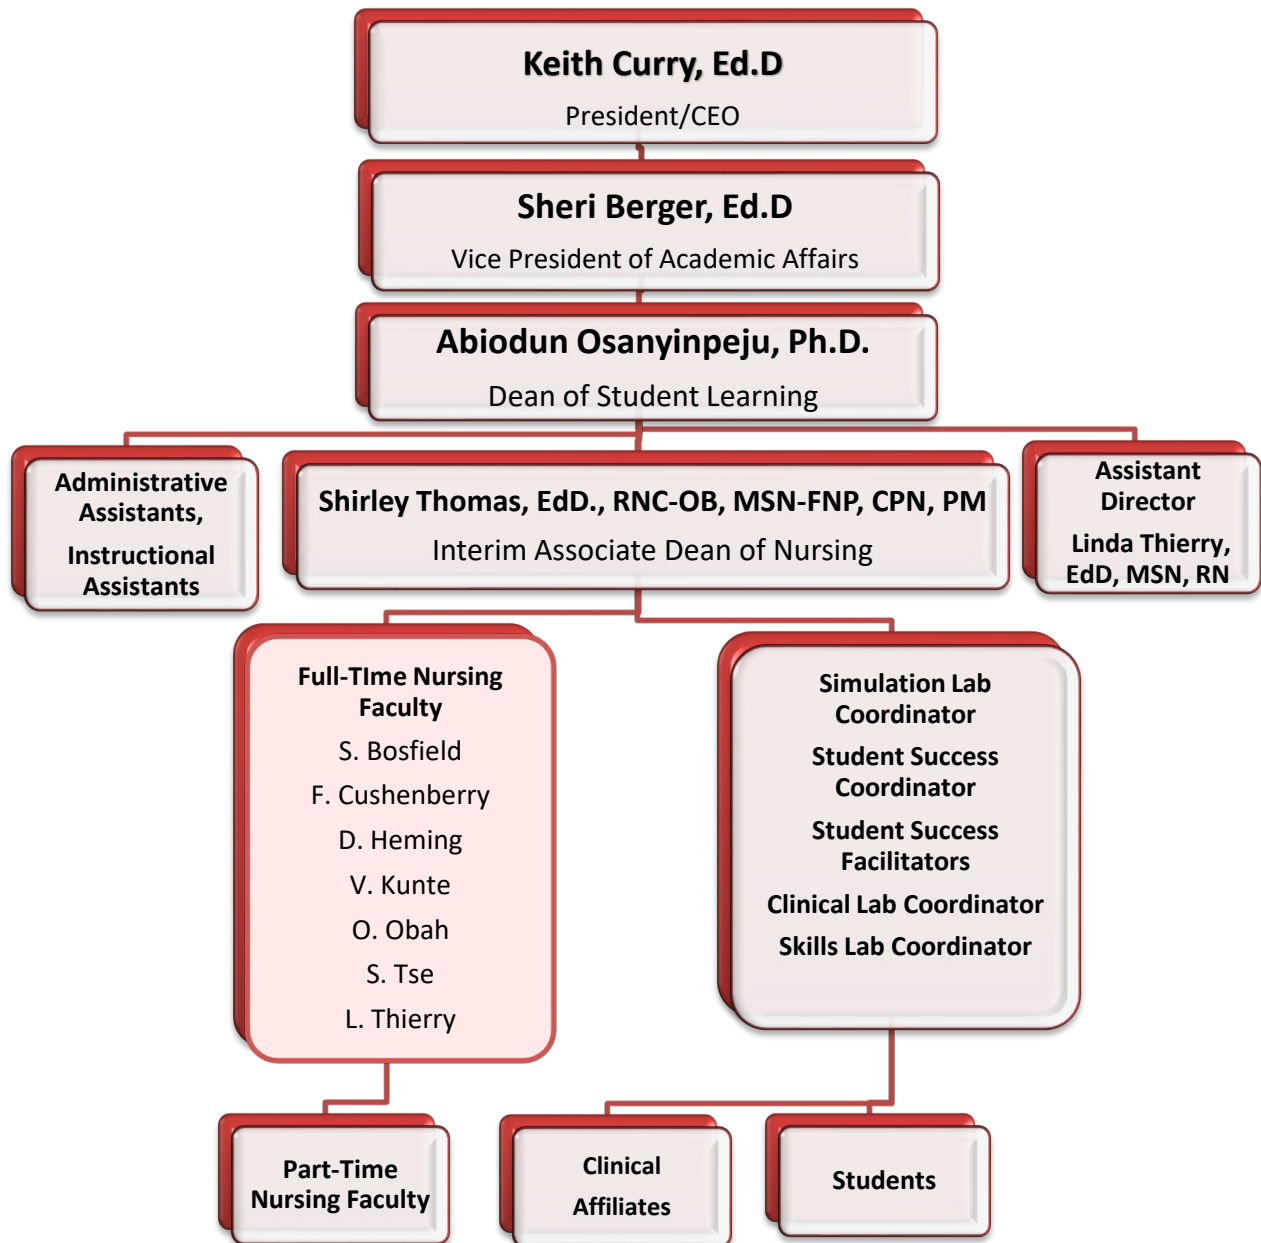 Keith Curry, Ed.D
President/CEO
Sheri Berger, Ed.D
Vice President of Academic Affairs
Abiodun Osanyinpeju, Ph.D.
Dean of Student Learning
Administrative
Assistants,
Instructional
Assistants
Shirley Thomas, EdD., RNC-OB, MSN-FNP, CPN, PM
Interim Associate Dean of Nursing
Assistant
Director
Linda Thierry,
EdD, MSN, RN
Full-TIme Nursing
Faculty
S. Bosfield
F. Cushenberry
D. Heming
V. Kunte
O. Obah
S. Tse
L. Thierry
Simulation Lab
Coordinator
Student Success
Coordinator
Student Success
Facilitators
Clinical Lab Coordinator
Skills Lab Coordinator
Part-Time
Nursing Faculty
Clinical
Affiliates
Students